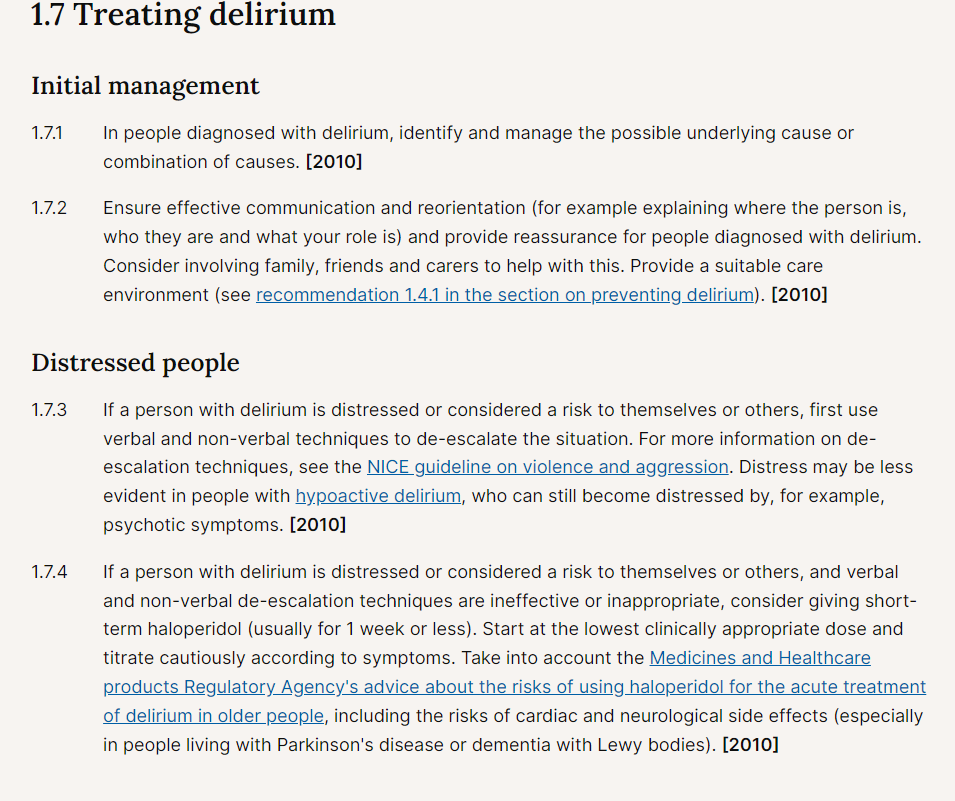 1.7 Treating delirium
Initial management
1.7.1 In people diagnosed with delirium, identify and manage the possible underlying cause or
combination of causes. [2010]
1.7.2 Ensure effective communication and reorientation (for example explaining where the person is,
who they are and what your role is) and provide reassurance for people diagnosed with delirium.
Consider involving family, friends and carers to help with this. Provide a suitable care
environment (see recommendation 1.4.1 in the section on preventing delirium). [2010]
Distressed people
1.7.3 If a person with delirium is distressed or considered a risk to themselves or others, first use
verbal and non-verbal techniques to de-escalate the situation. For more information on de-
escalation techniques, see the NICE guideline on violence and aggression. Distress may be less
evident in people with hypoactive delirium, who can still become distressed by, for example,
psychotic symptoms. [2010]
1.7.4 If a person with delirium is distressed or considered a risk to themselves or others, and verbal
and non-verbal de-escalation techniques are ineffective or inappropriate, consider giving short-
term haloperidol (usually for 1 week or less). Start at the lowest clinically appropriate dose and
titrate cautiously according to symptoms. Take into account the Medicines and Healthcare
products Regulatory Agency's advice about the risks of using haloperidol for the acute treatment
of delirium in older people, including the risks of cardiac and neurological side effects (especially
in people living with Parkinson's disease or dementia with Lewy bodies). [2010]